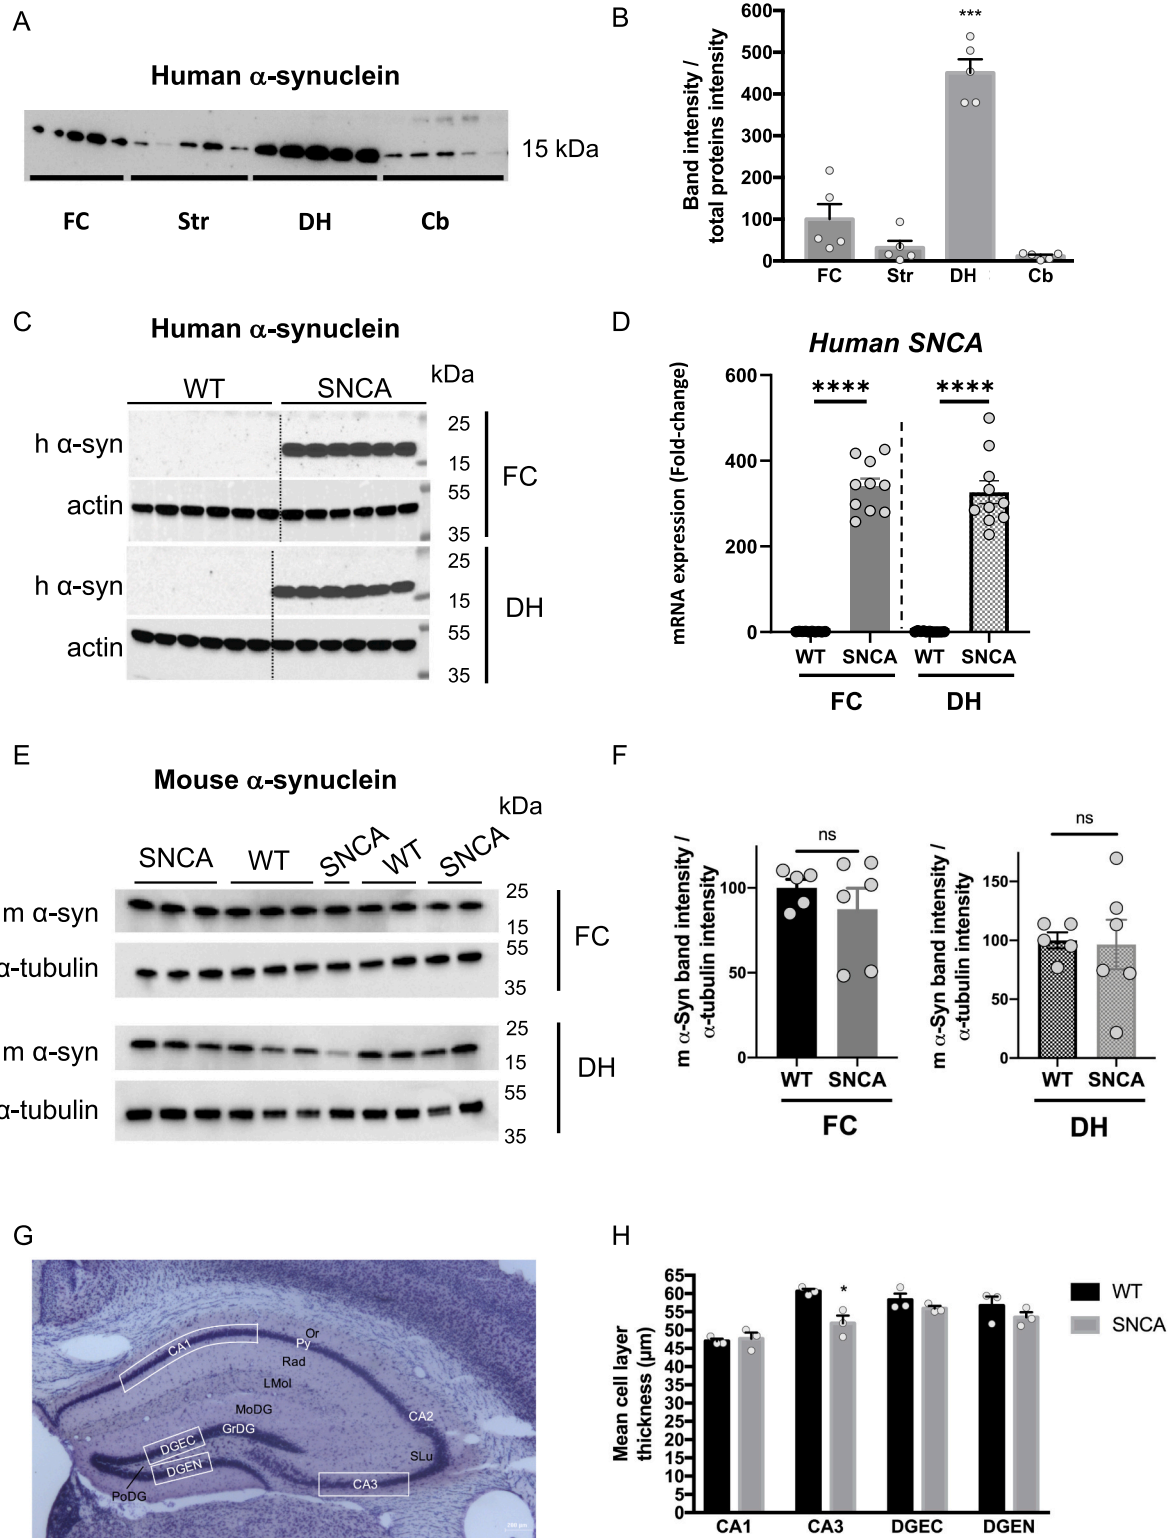 A
Human α-synuclein
15 kDa
FC Str DH Cb
B
Band intensity /
total proteins intensity
600
500
400
300
200
100
0
***
FC Str DH Cb
C
Human α-synuclein
kDa
WT SNCA
h α-syn
25
15
actin
55
35
FC
h α-syn
25
15
actin
55
35
DH
D
Human SNCA
mRNA expression (Fold-change)
600
400
200
0
**** ****
WT SNCA WT SNCA
FC DH
E
Mouse α-synuclein
kDa
SNCA WT SNCA WT SNCA
m α-syn
25
15
α-tubulin
55
35
FC
m α-syn
25
15
α-tubulin
55
35
DH
F
m α-Syn band intensity /
α-tubulin intensity
100
50
0
ns
WT SNCA
FC
m α-Syn band intensity /
α-tubulin intensity
150
100
50
0
ns
WT SNCA
DH
G
CA1
Or
Py
Rad
LMol
MoDG
CA2
GrDG
DGEC
SLu
DGEN
CA3
PoDG
H
Mean cell layer
thickness (µm)
65
60
55
50
45
40
35
30
25
20
15
10
5
0
*
WT
SNCA
CA1 CA3 DGEC DGEN